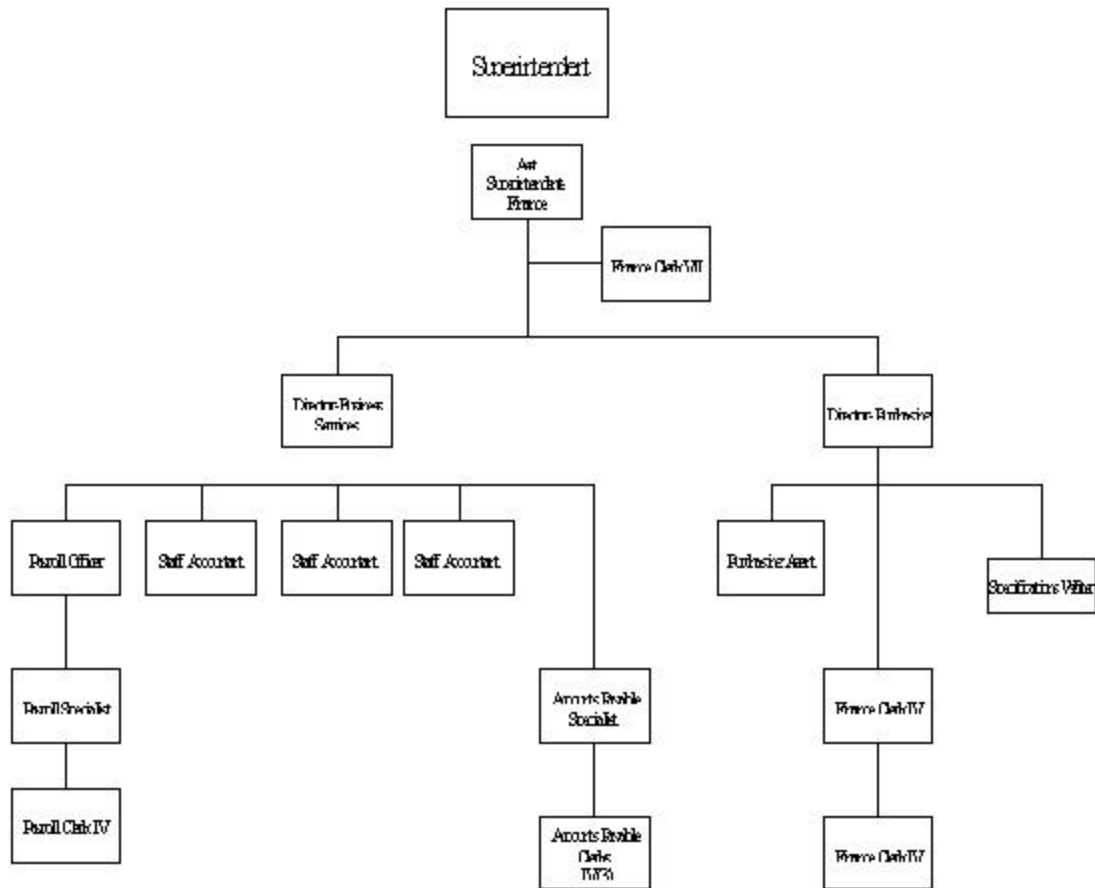 Superintendent
Asst
Superintendent-
Finance
Finance Clerk VII
Director-Business
Services
Director- Purchasing
Payroll Officer
Staff Accountant
Staff Accountant
Staff Accountant
Purchasing Agent
Specifications Writer
Payroll Specialist
Accounts Payable
Specialist
Finance Clerk IV
Payroll Clerk IV
Accounts Payable
Clerks
IV(3)
Finance Clerk IV